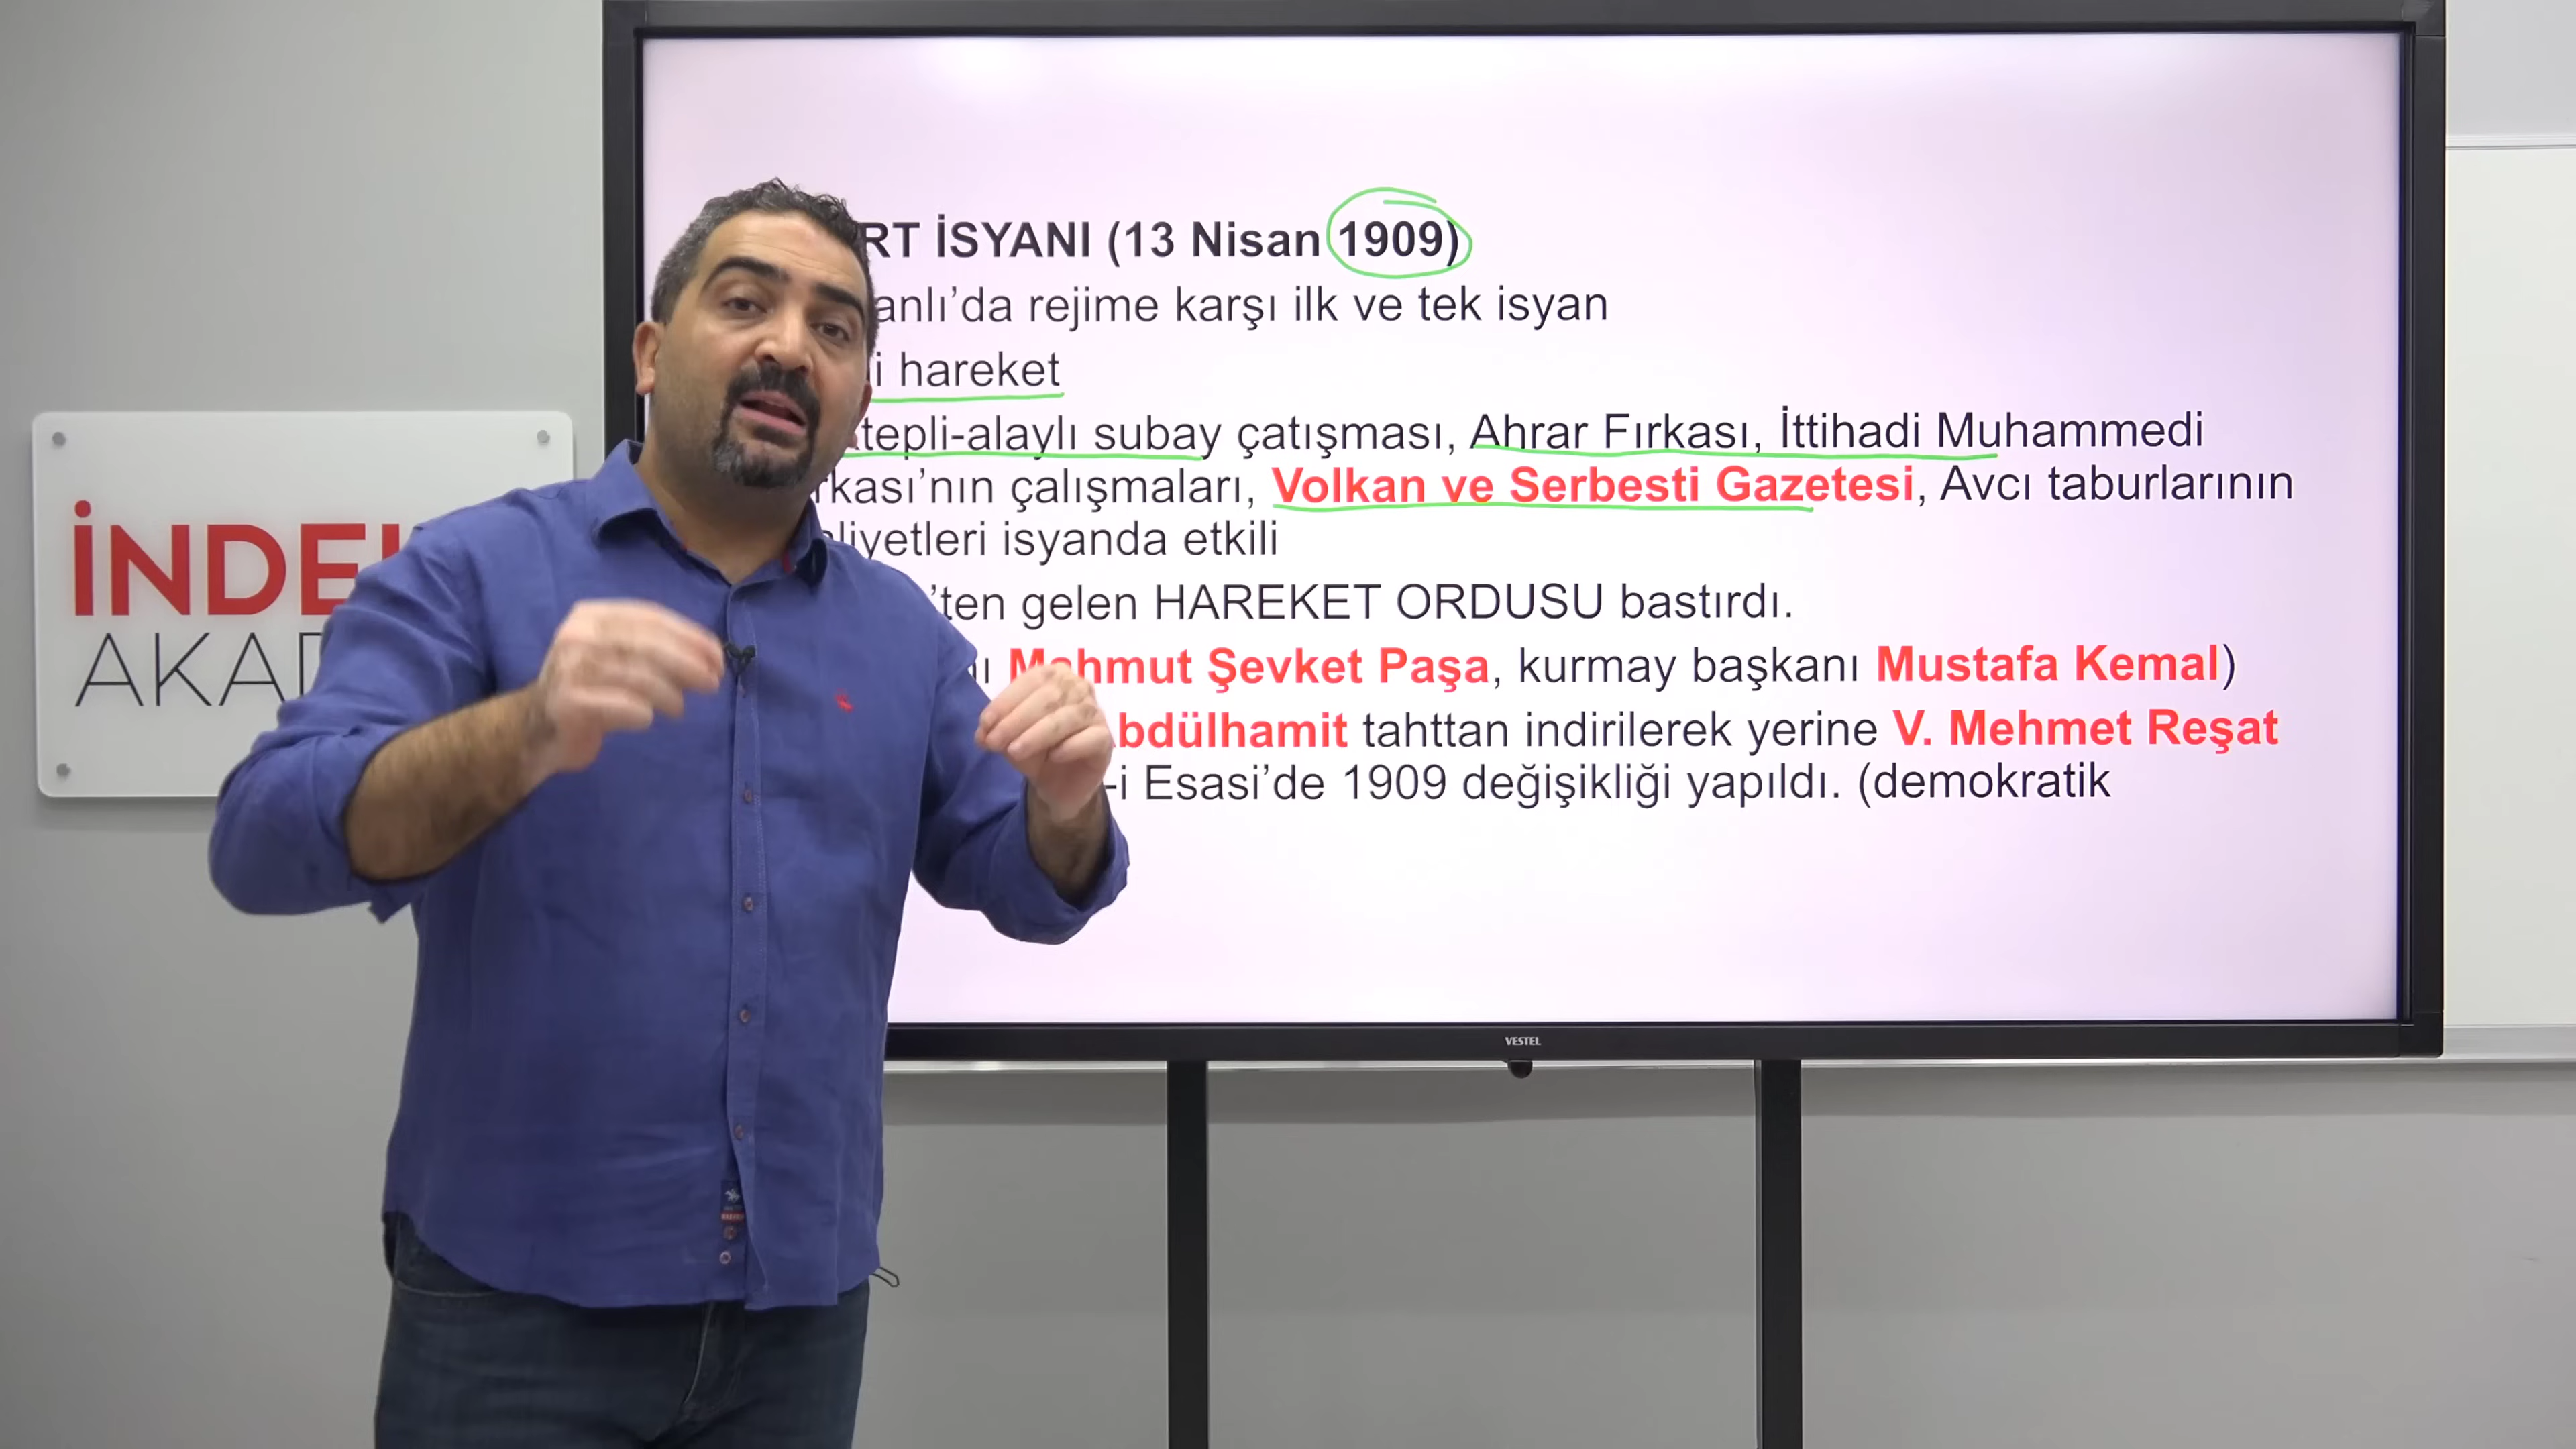 İNDE
AKAD
RT İSYANI (13 Nisan 1909)
anlı’da rejime karşı ilk ve tek isyan
i hareket
tepli-alaylı subay çatışması, Ahrar Fırkası, İttihadi Muhammedi
rkası’nın çalışmaları, Volkan ve Serbesti Gazetesi, Avcı taburlarının
liyetleri isyanda etkili
’ten gelen HAREKET ORDUSU bastırdı.
ı Mahmut Şevket Paşa, kurmay başkanı Mustafa Kemal)
bdülhamit tahttan indirilerek yerine V. Mehmet Reşat
-i Esasi’de 1909 değişikliği yapıldı. (demokratik
VESTEL